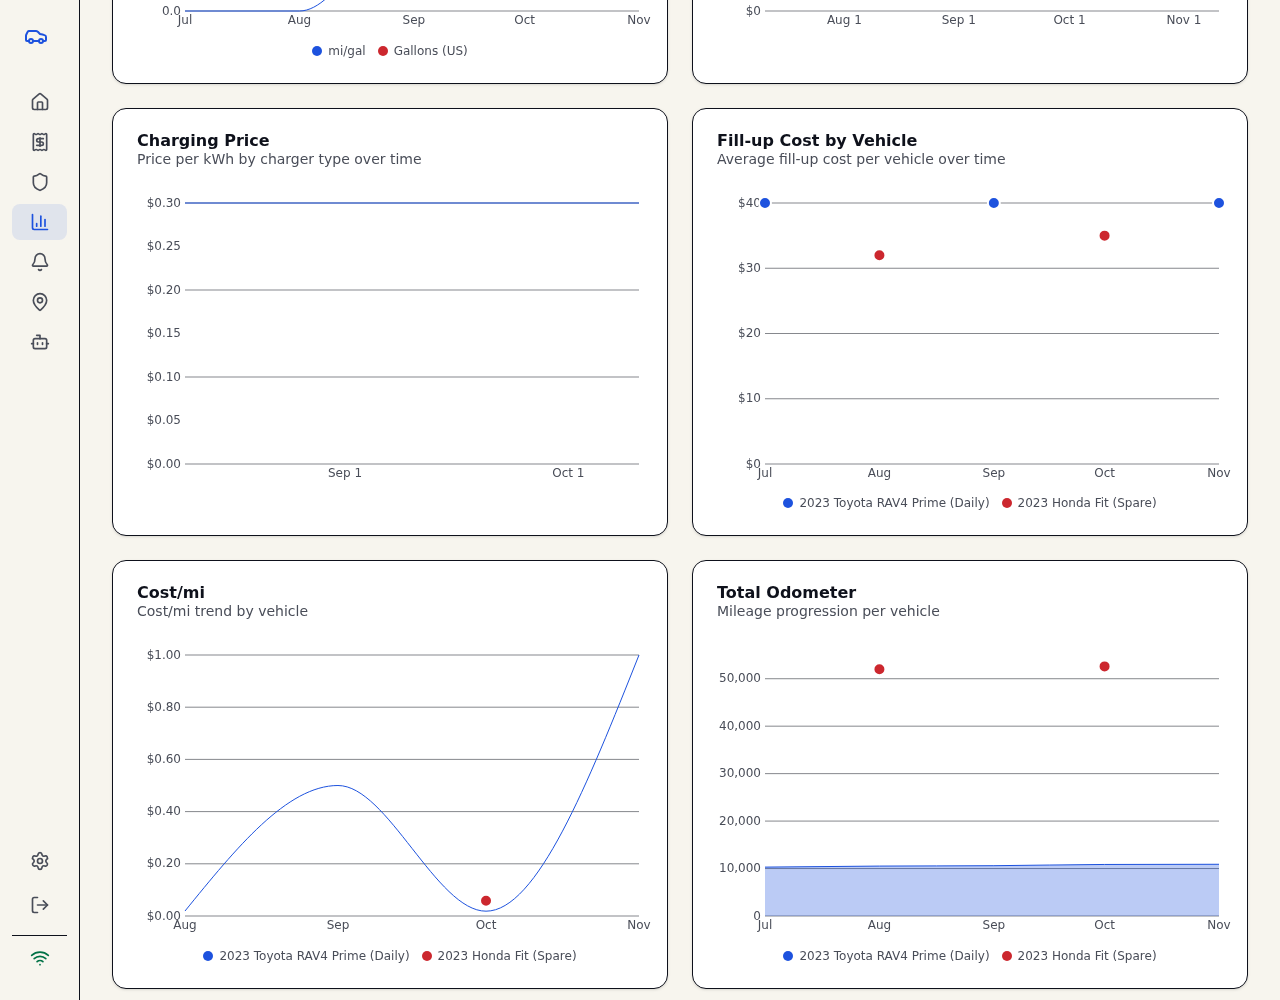 0.0
Jul Aug Sep Oct Nov
mi/gal Gallons (US)
$0
Aug 1 Sep 1 Oct 1 Nov 1
Charging Price
Price per kWh by charger type over time
$0.30
$0.25
$0.20
$0.15
$0.10
$0.05
$0.00
Sep 1 Oct 1
Fill-up Cost by Vehicle
Average fill-up cost per vehicle over time
$40
$30
$20
$10
$0
Jul Aug Sep Oct Nov
2023 Toyota RAV4 Prime (Daily) 2023 Honda Fit (Spare)
Cost/mi
Cost/mi trend by vehicle
$1.00
$0.80
$0.60
$0.40
$0.20
$0.00
Aug Sep Oct Nov
2023 Toyota RAV4 Prime (Daily) 2023 Honda Fit (Spare)
Total Odometer
Mileage progression per vehicle
50,000
40,000
30,000
20,000
10,000
0
Jul Aug Sep Oct Nov
2023 Toyota RAV4 Prime (Daily) 2023 Honda Fit (Spare)